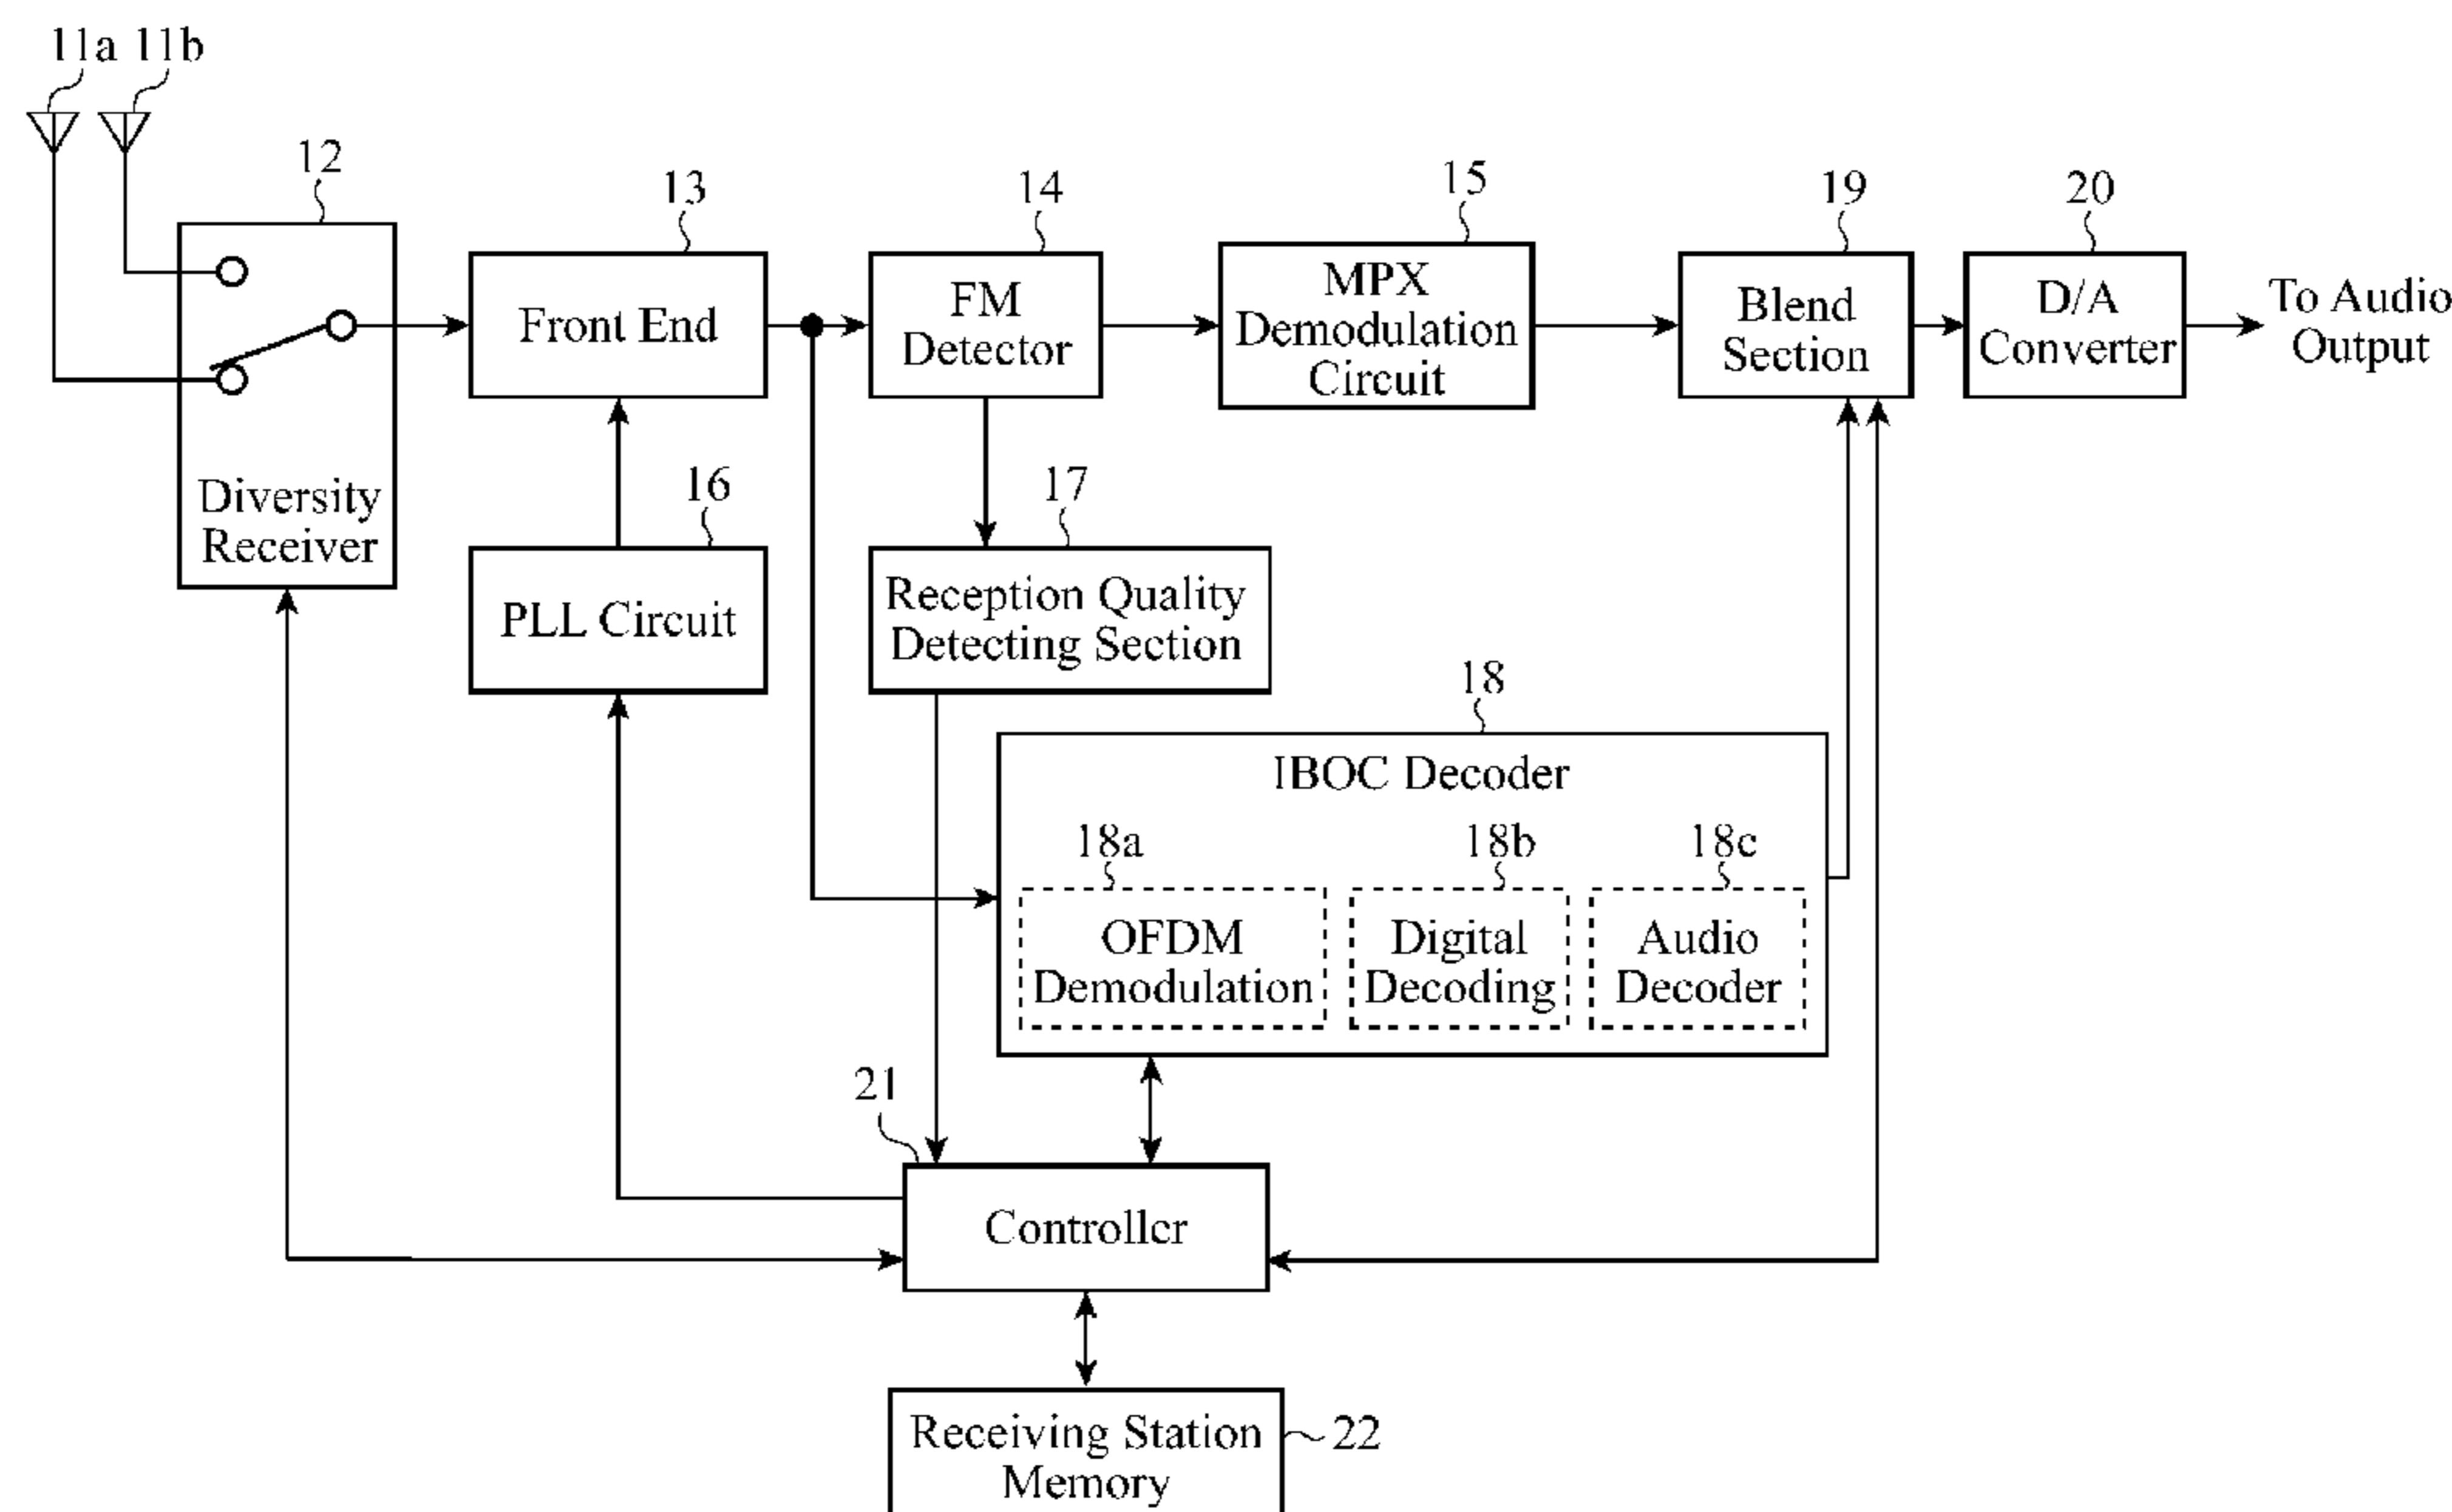 11a 11b
12
13
14
15
19
20
Front End
FM
Detector
MPX
Demodulation
Circuit
Blend
Section
D/A
Converter
To Audio
Output
Diversity
Receiver
16
17
PLL Circuit
Reception Quality
Detecting Section
18
IBOC Decoder
18a
18b
18c
OFDM
Demodulation
Digital
Decoding
Audio
Decoder
21
Controller
Receiving Station
Memory
22